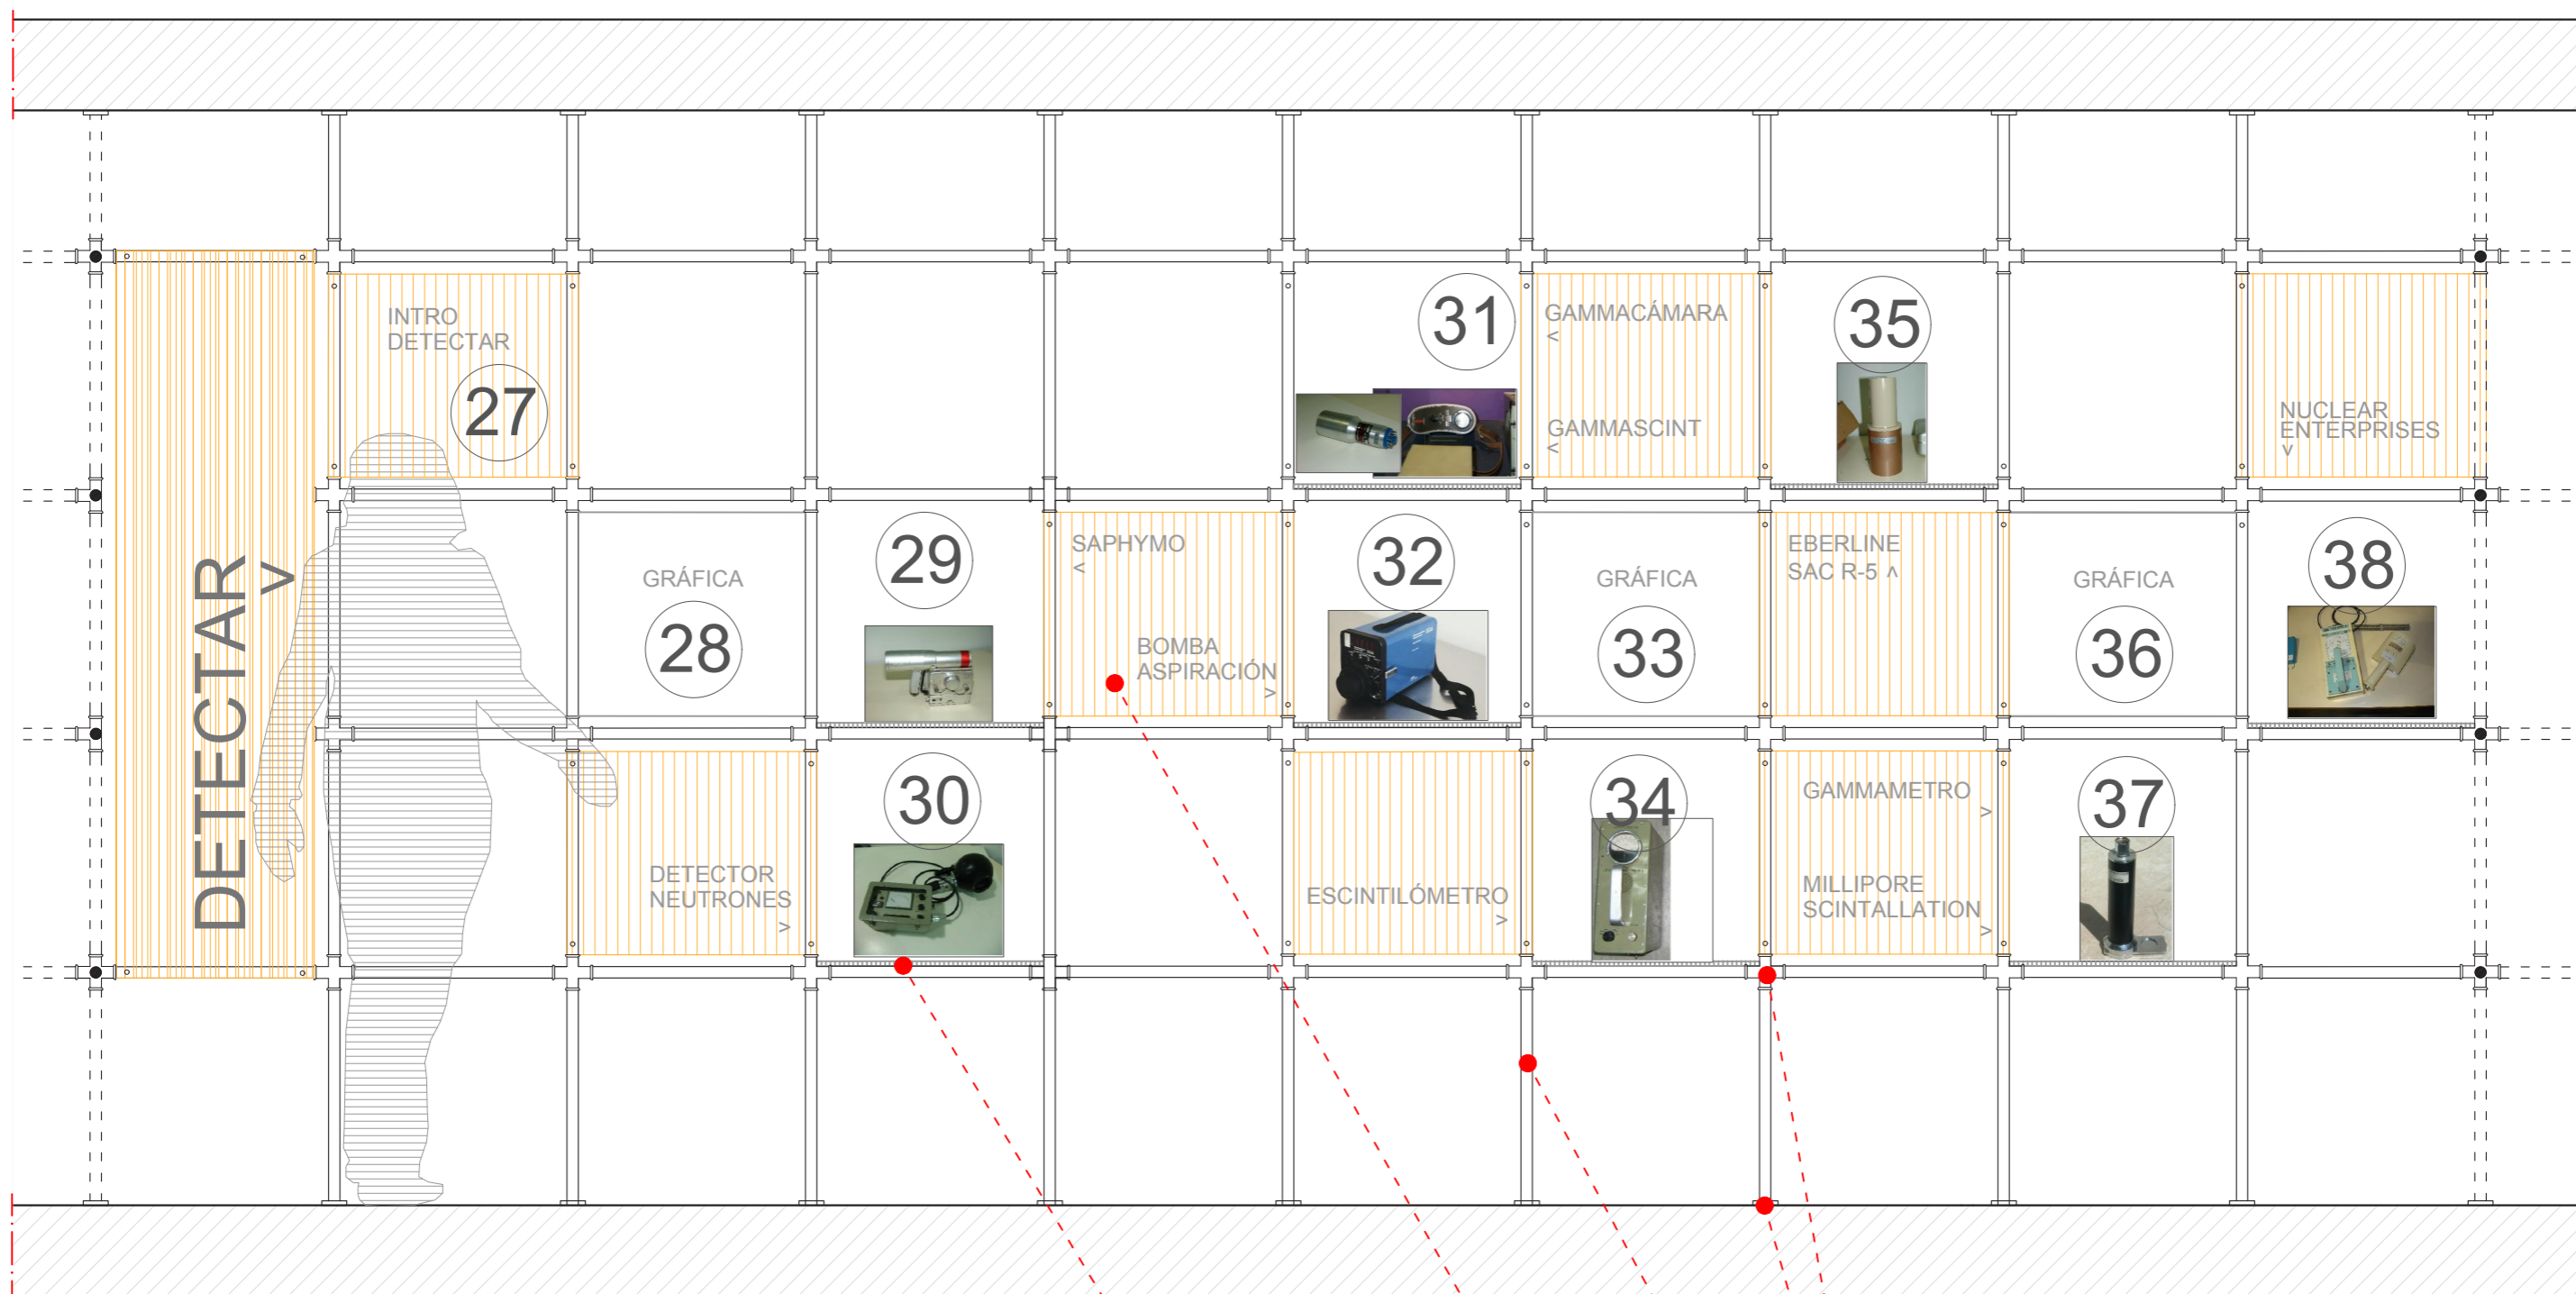 DETECTAR
>
INTRO
DETECTAR
27
GRÁFICA
28
DETECTOR
NEUTRONES
>
29
30
SAPHYMO
<
BOMBA
ASPIRACIÓN
>
31
GAMMACÁMARA
<
GAMMASCINT
<
32
ESCINTILÓMETRO
>
GRÁFICA
33
34
35
EBERLINE
SAC R-5 ^
GAMMAMETRO
>
MILLIPORE
SCINTALLATION
>
GRÁFICA
36
37
NUCLEAR
ENTERPRISES
v
38